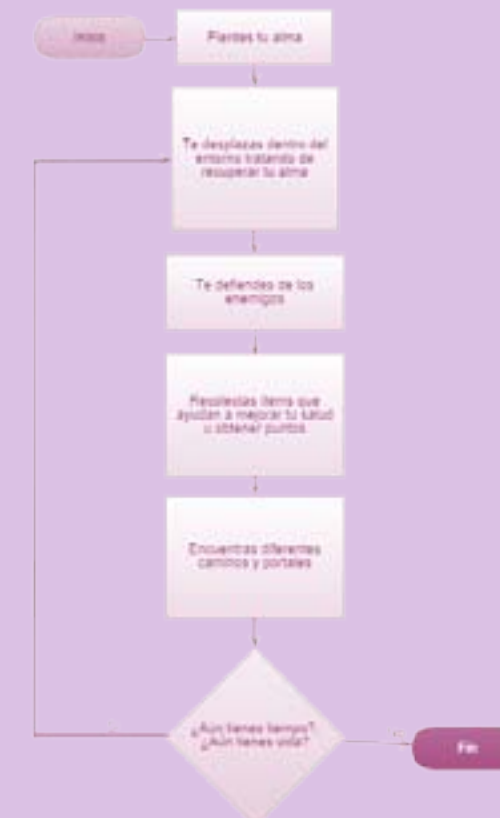 Inicio
Pierdes tu alma
Te desplazas dentro del
entorno tratando de
recuperar tu alma
Te defiendes de los
enemigos
Recolectas items que
ayudan a mejorar tu salud
u obtener puntos
Encuentras diferentes
caminos y portales
¿Aún tienes tiempo?
¿Aún tienes vida?
Fin